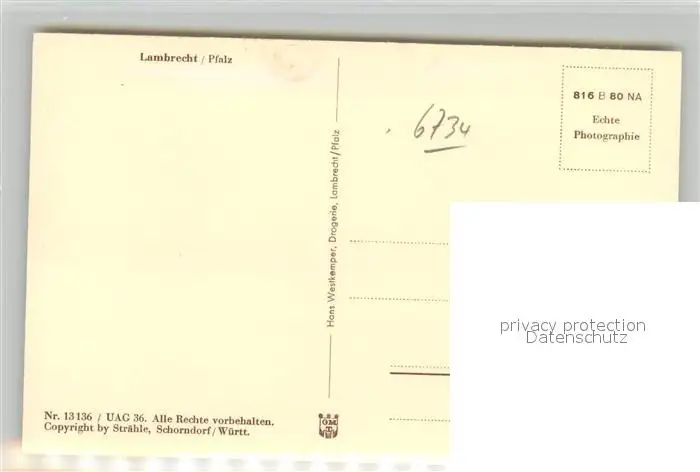 Lambrecht / Pfalz
Hans Westkemper, Drogerie, Lambrecht/Pfalz
6734
816 B 80 NA
Echte
Photographie
privacy protection
Datenschutz
Nr. 13136 / UAG 36. Alle Rechte vorbehalten.
Copyright by Strähle, Schorndorf/Württ.